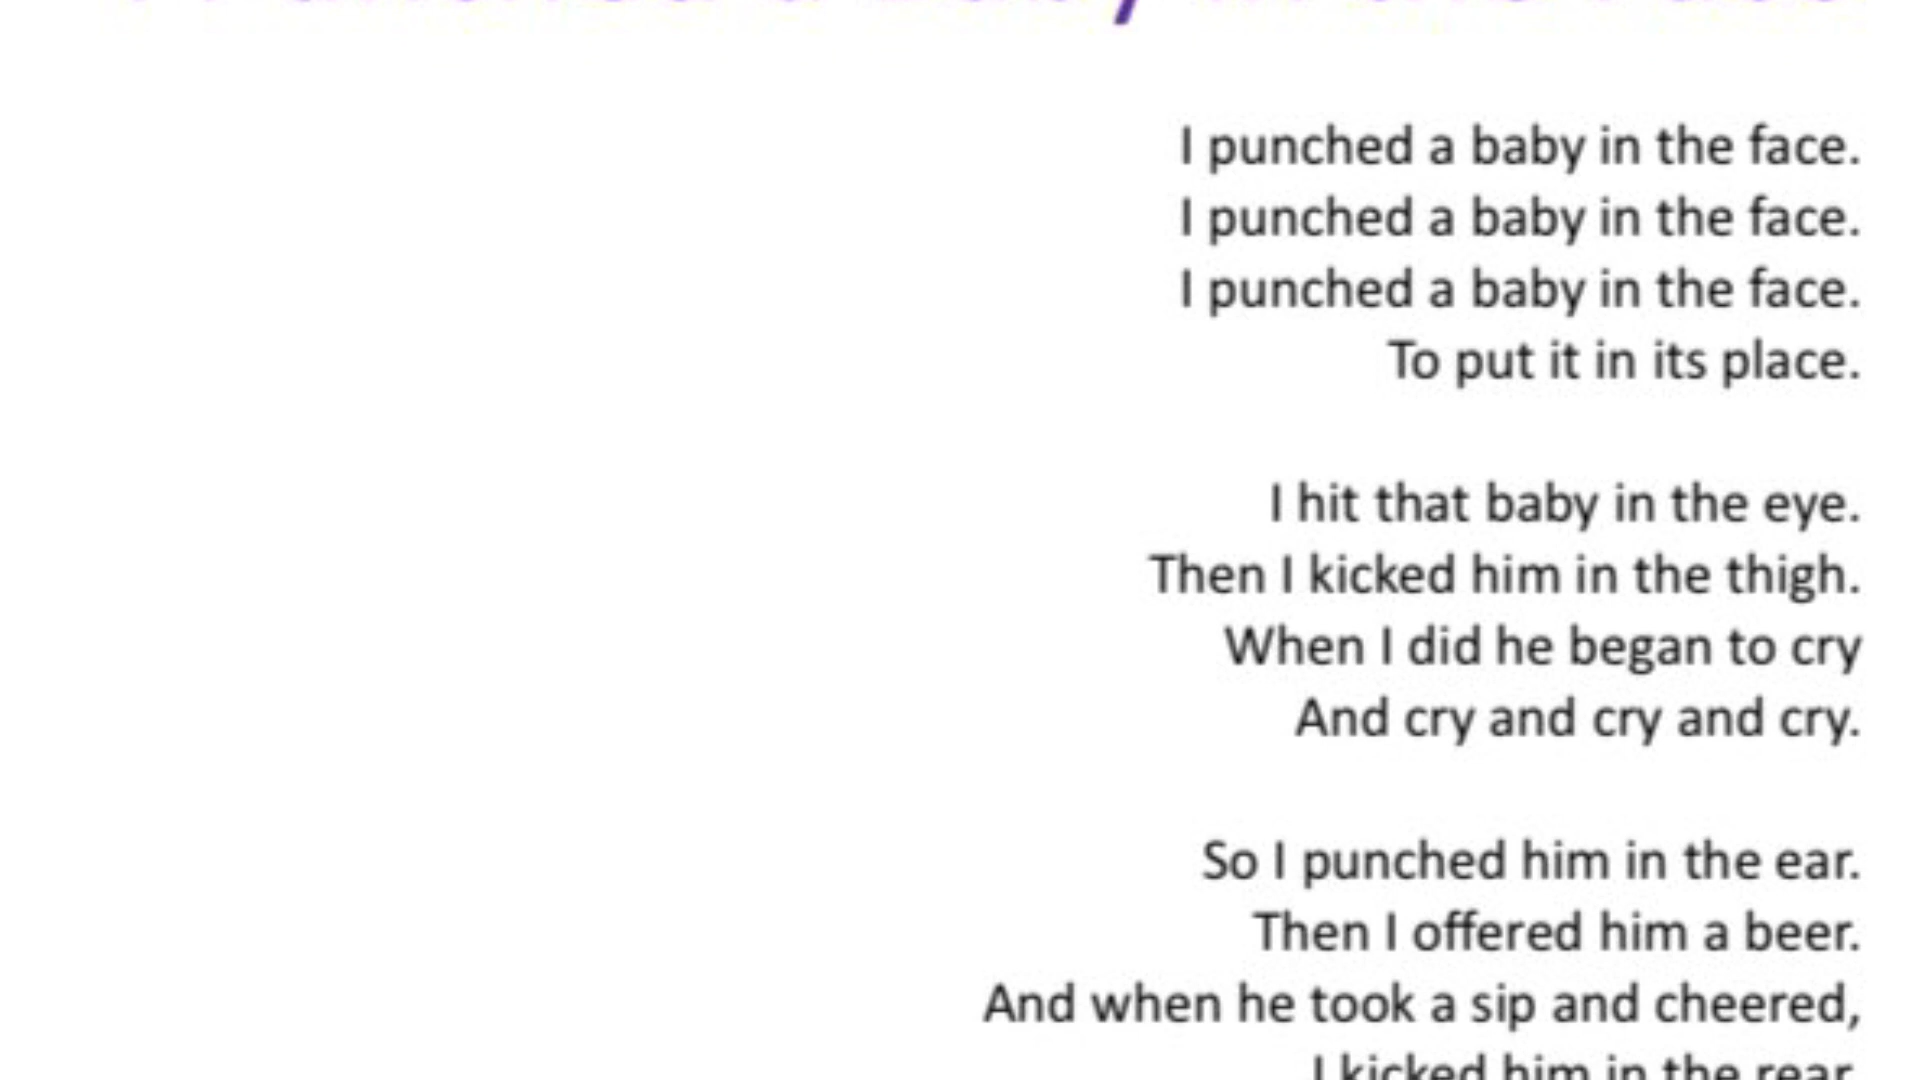 I punched a baby in the face.
I punched a baby in the face.
I punched a baby in the face.
To put it in its place.
I hit that baby in the eye.
Then I kicked him in the thigh.
When I did he began to cry
And cry and cry and cry.
So I punched him in the ear.
Then I offered him a beer.
And when he took a sip and cheered,
I kicked him in the rear.